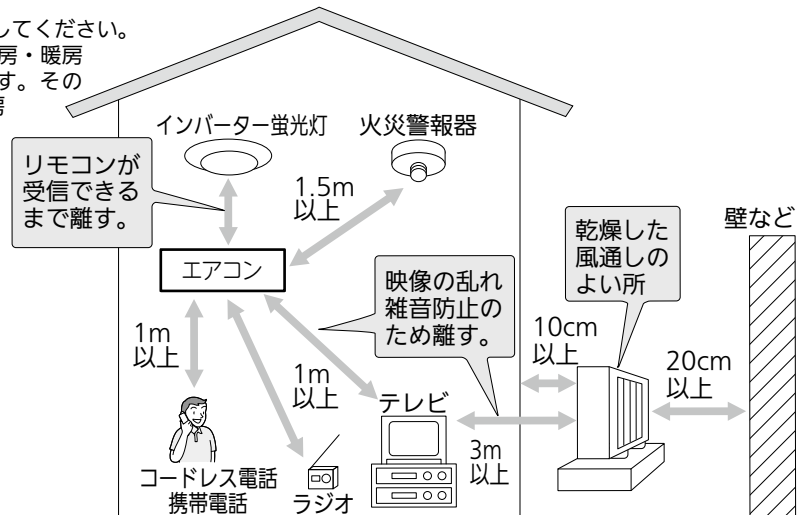 してください。
房・暖房
す。その
房
インバーター蛍光灯
火災警報器
リモコンが
受信できる
まで離す。
1.5m
以上
エアコン
映像の乱れ
雑音防止の
ため離す。
乾燥した
風通しの
よい所
壁など
1m
以上
1m
以上
10cm
以上
20cm
以上
テレビ
3m
以上
コードレス電話
携帯電話
ラジオ